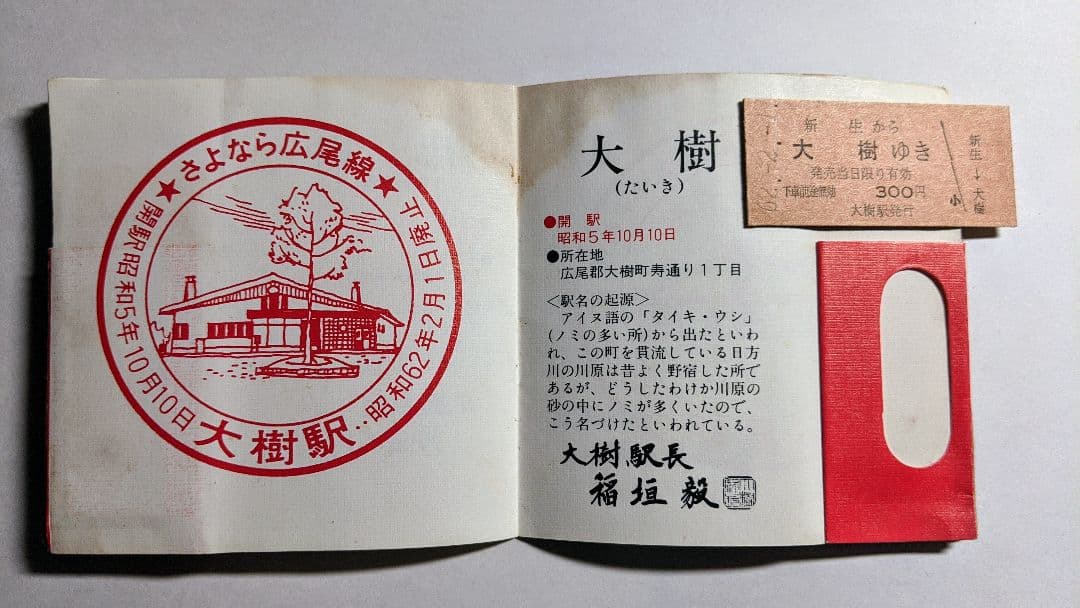 ★さよなら広尾線★
開駅昭和5年10月10日
昭和62年2月1日廃止
大樹駅
大樹
(たいき)
●開駅
昭和5年10月10日
●所在地
広尾郡大樹町寿通り1丁目
〈駅名の起源〉
アイヌ語の「タイキ・ウシ」
(ノミの多い所)から出たといわ
れ、この町を貫流している日方
川の川原は昔よく野宿した所で
あるが、どうしたわけか川原の
砂の中にノミが多くいたので、
こう名づけたといわれている。
大樹駅長
稲垣毅
新生から
大樹ゆき
発売当日限り有効
下車前途無効 300円
大樹駅発行
新生→大樹
小